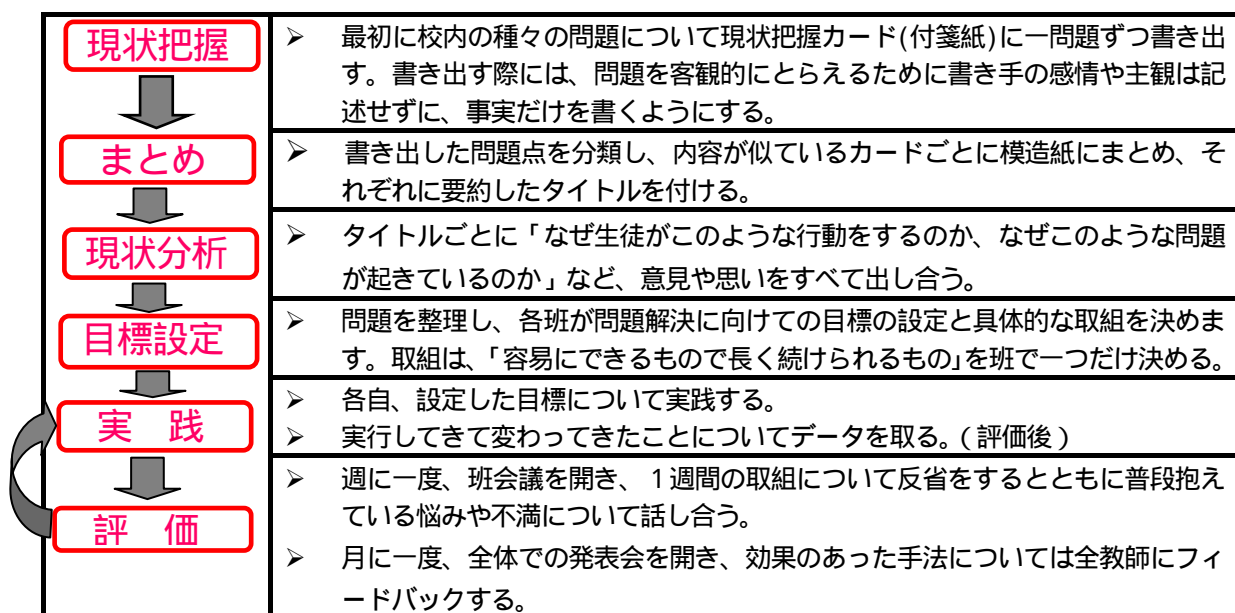 現状把握
➢ 最初に校内の種々の問題について現状把握カード(付箋紙)に一問題ずつ書き出
す。書き出す際には、問題を客観的にとらえるために書き手の感情や主観は記
述せずに、事実だけを書くようにする。
まとめ
➢ 書き出した問題点を分類し、内容が似ているカードごとに模造紙にまとめ、そ
れぞれに要約したタイトルを付ける。
現状分析
➢ タイトルごとに「なぜ生徒がこのような行動をするのか、なぜこのような問題
が起きているのか」など、意見や思いをすべて出し合う。
目標設定
➢ 問題を整理し、各班が問題解決に向けての目標の設定と具体的な取組を決めま
す。取組は、「容易にできるもので長く続けられるもの」を班で一つだけ決める。
実 践
➢ 各自、設定した目標について実践する。
➢ 実行してきて変わってきたことについてデータを取る。(評価後)
評 価
➢ 週に一度、班会議を開き、1週間の取組について反省をするとともに普段抱え
ている悩みや不満について話し合う。
➢ 月に一度、全体での発表会を開き、効果のあった手法については全教師にフィ
ードバックする。